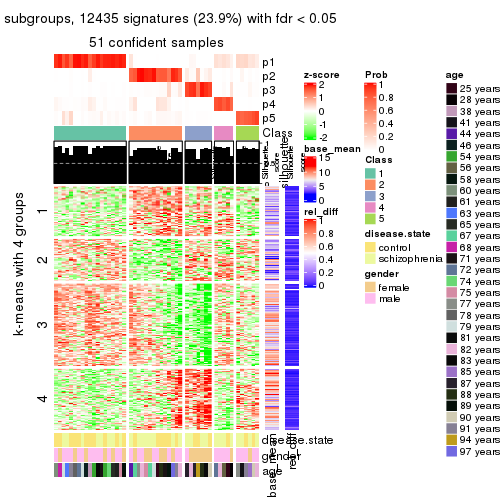 5 subgroups, 12435 signatures (23.9%) with fdr < 0.05
51 confident samples
p1
p2
p3
p4
p5
Class
silhouette score
k-means with 4 groups
1
2
3
4
disease.state
gender
age
base_mean
rel_diff
z-score
2
1
0
-1
-2
base_mean
15
10
5
0
rel_diff
1
0.8
0.6
0.4
0.2
0
Prob
1
0.8
0.6
0.4
0.2
0
Class
1
2
3
4
5
disease.state
control
schizophrenia
gender
female
male
age
25 years
28 years
38 years
41 years
44 years
46 years
54 years
56 years
58 years
60 years
61 years
63 years
65 years
67 years
68 years
71 years
72 years
74 years
75 years
77 years
78 years
79 years
81 years
82 years
83 years
85 years
87 years
88 years
89 years
90 years
91 years
94 years
97 years